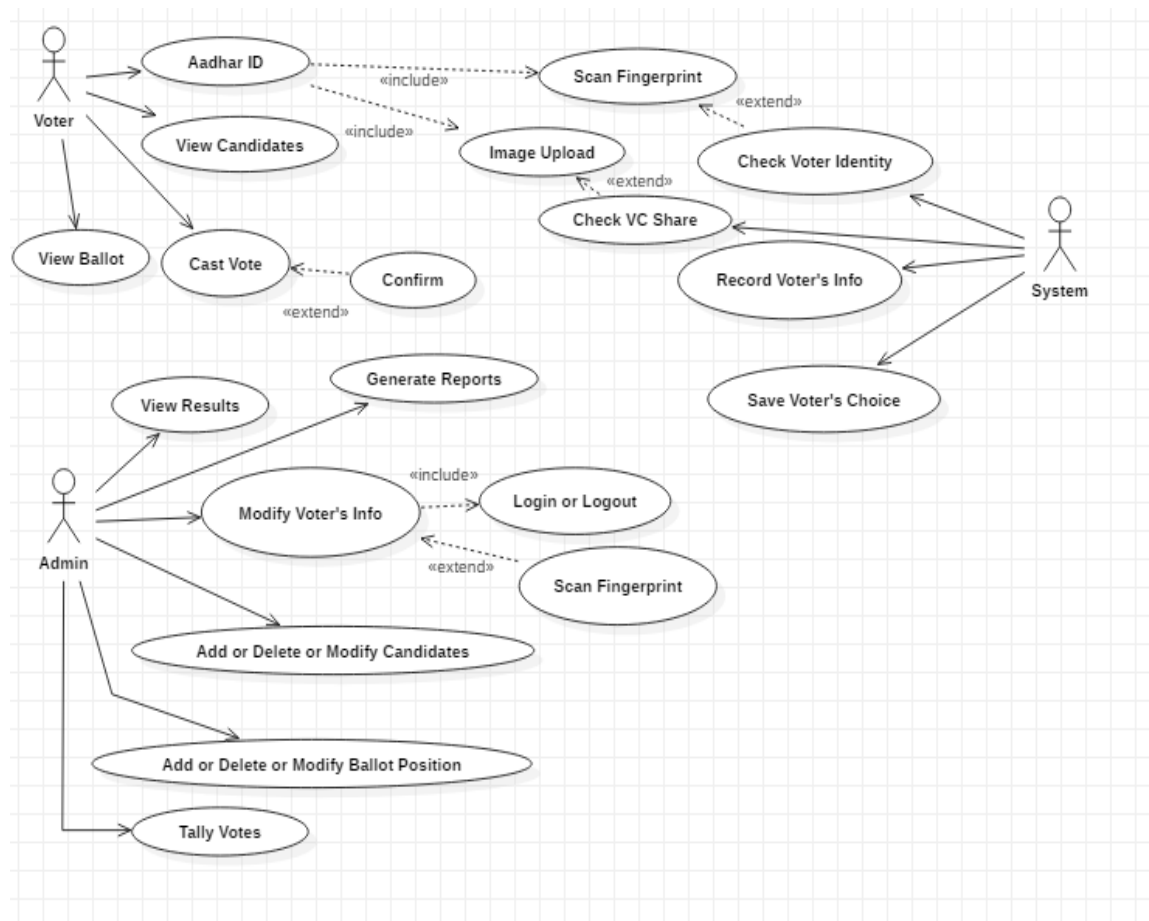 Aadhar ID
Scan Fingerprint
«include»
«extend»
Voter
«include»
View Candidates
Image Upload
Check Voter Identity
«extend»
Check VC Share
View Ballot
Cast Vote
Confirm
Record Voter's Info
System
«extend»
Generate Reports
View Results
Save Voter's Choice
«include»
Login or Logout
Modify Voter's Info
Admin
«extend»
Scan Fingerprint
Add or Delete or Modify Candidates
Add or Delete or Modify Ballot Position
Tally Votes